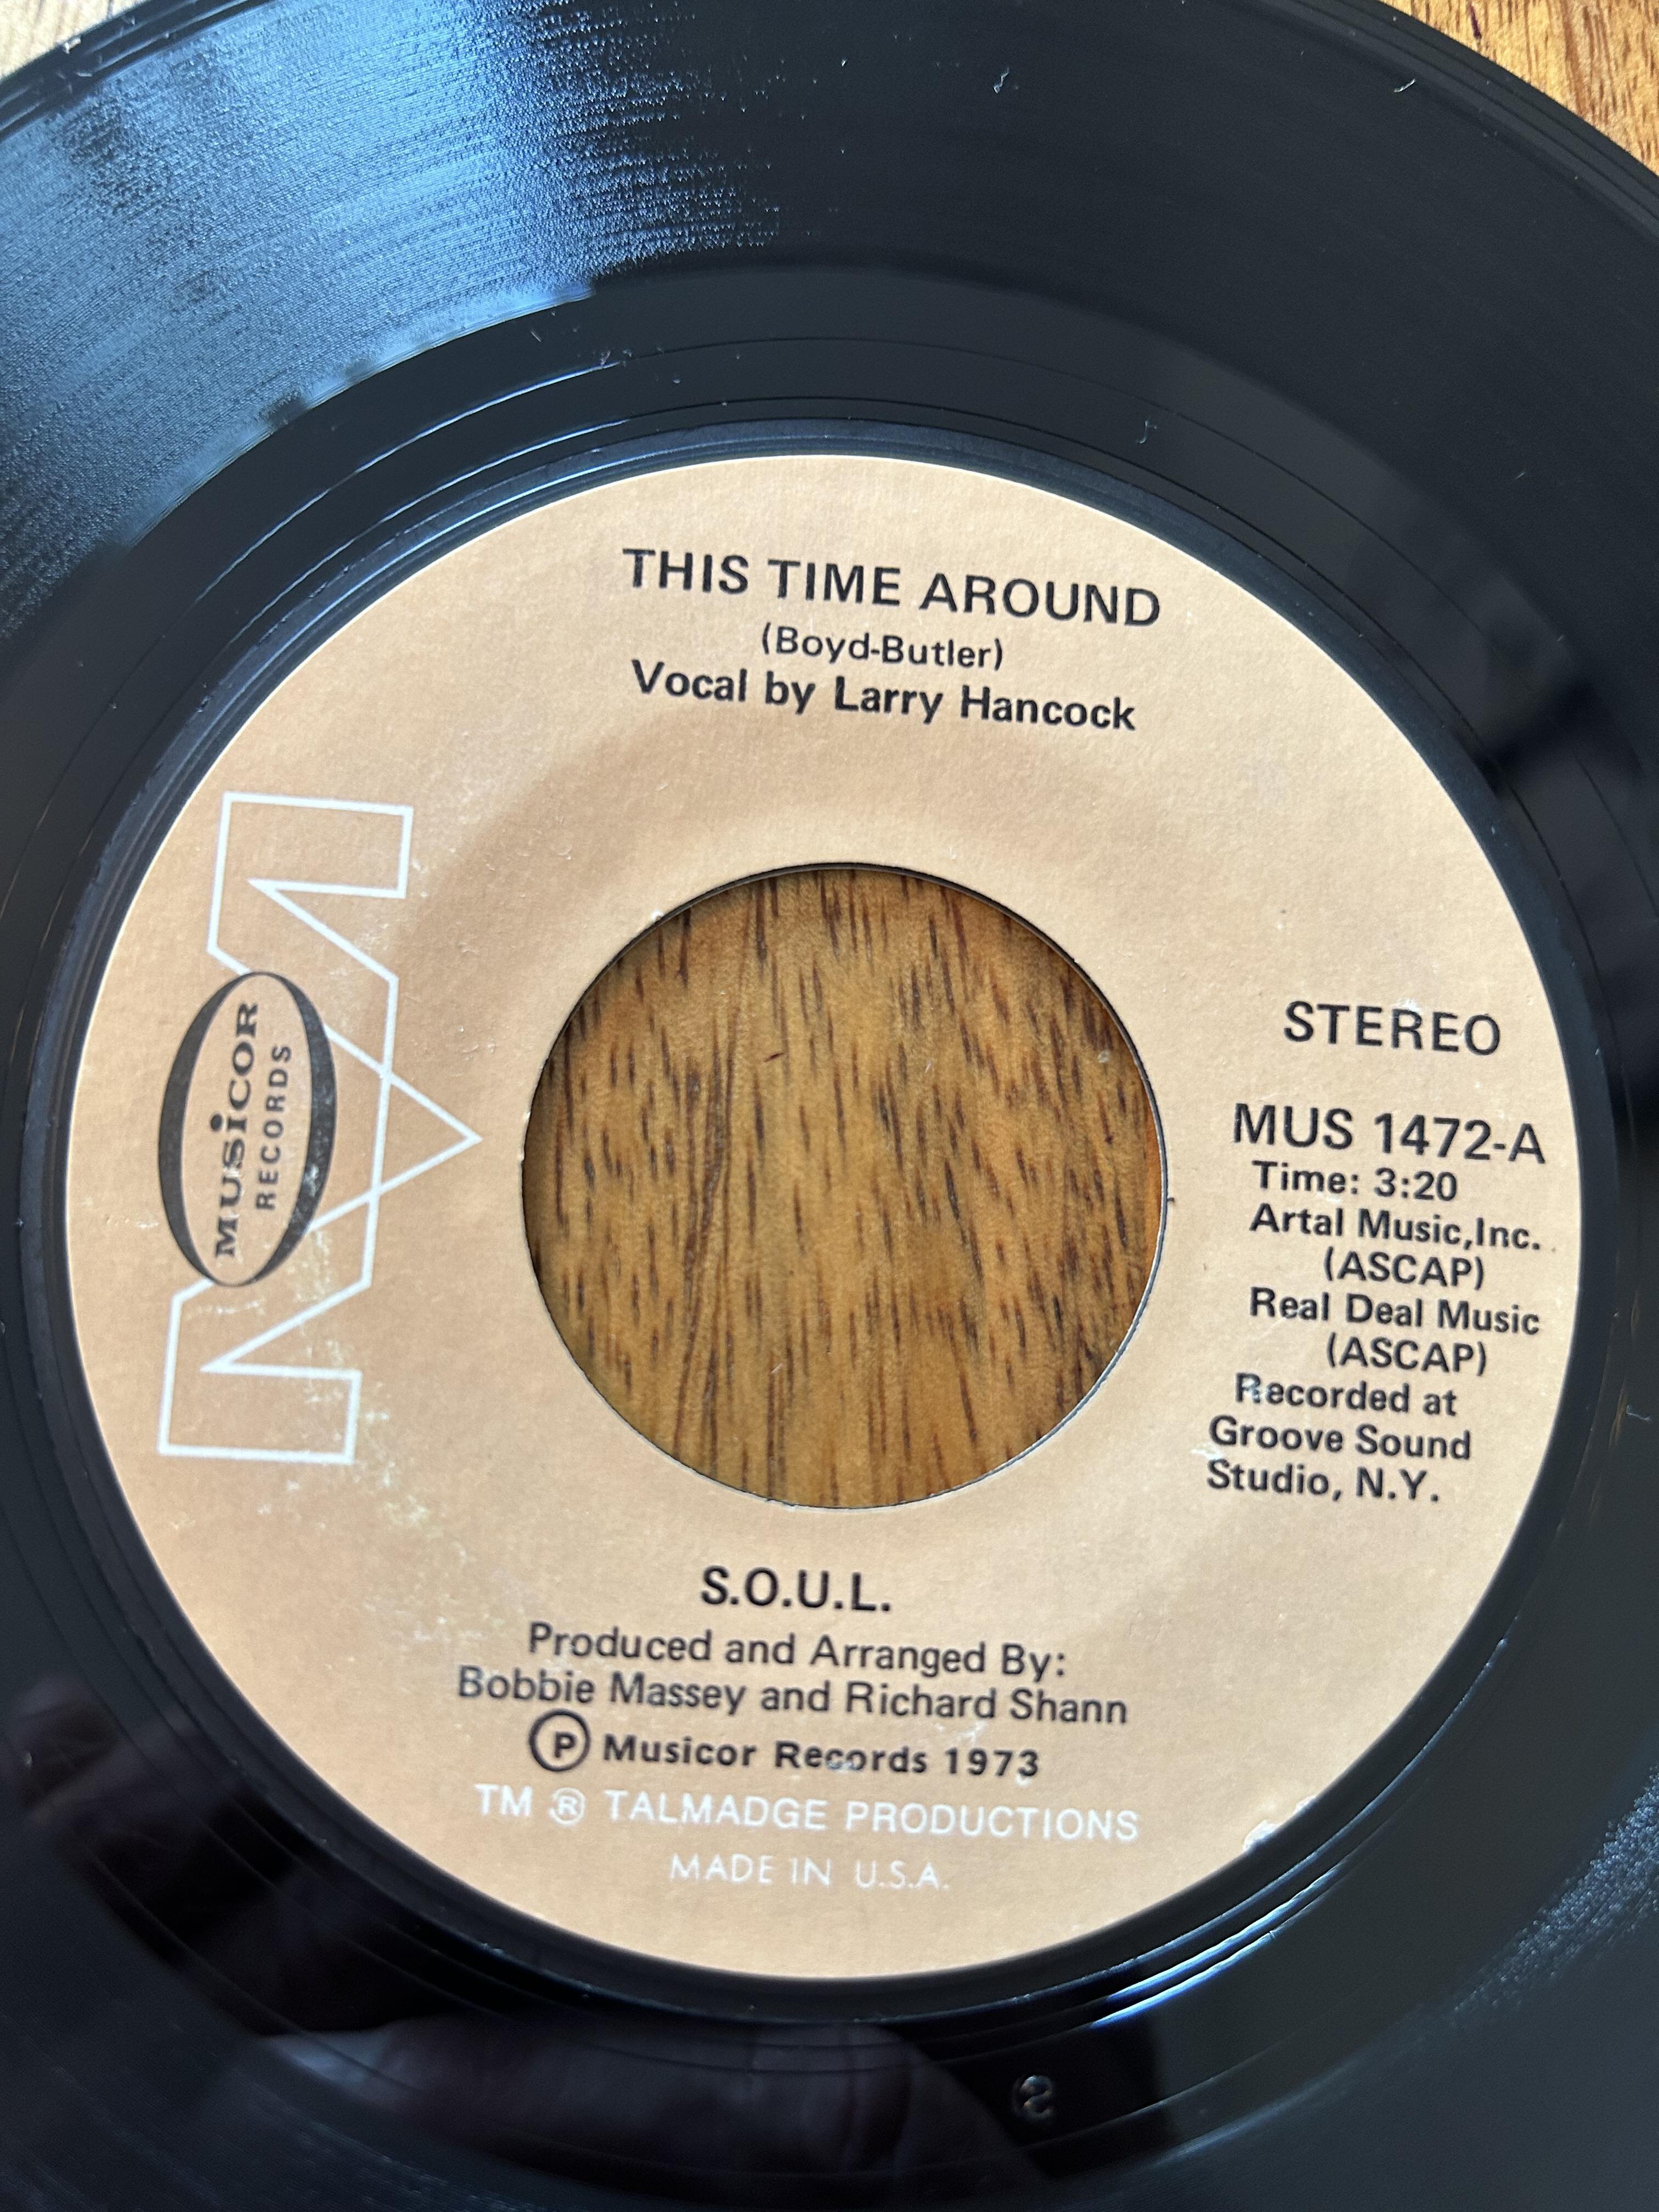 THIS TIME AROUND
(Boyd-Butler)
Vocal by Larry Hancock
MUSICOR
RECORDS
STEREO
MUS 1472-A
Time: 3:20
Artal Music,Inc.
(ASCAP)
Real Deal Music
(ASCAP)
Recorded at
Groove Sound
Studio, N.Y.
S.O.U.L.
Produced and Arranged By:
Bobbie Massey and Richard Shann
Ⓟ Musicor Records 1973
TM ® TALMADGE PRODUCTIONS
MADE IN U.S.A.